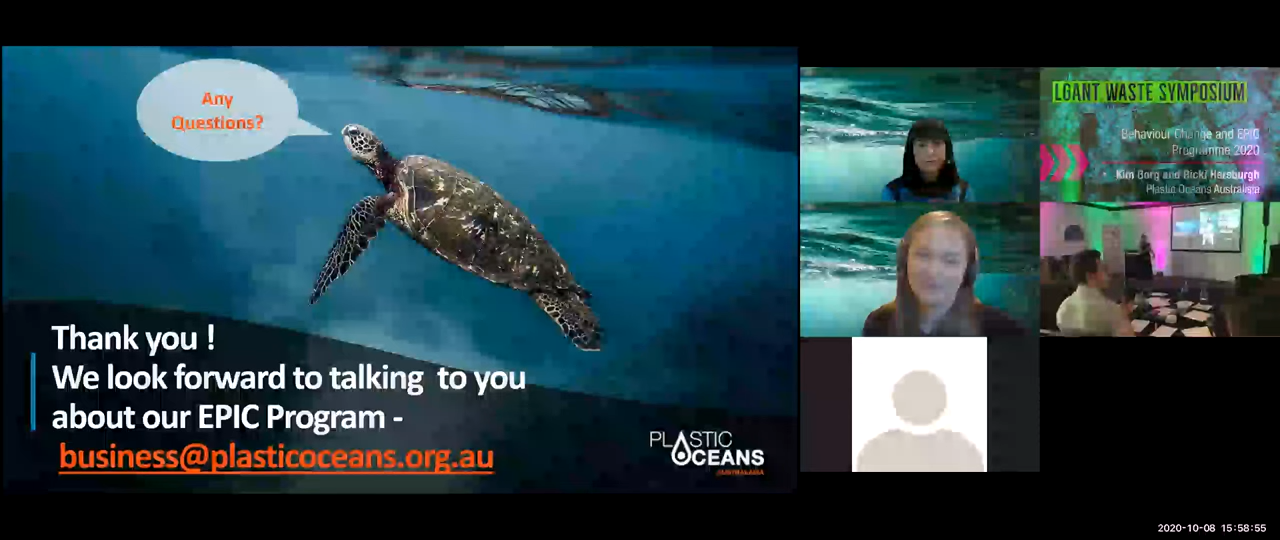 Any
Questions?
Thank you !
We look forward to talking to you
about our EPIC Program -
business@plasticoceans.org.au
PLASTIC
OCEANS
AUSTRALASIA
LGANT WASTE SYMPOSIUM
Behaviour Change and EPIC
Programme 2020
Kim Borg and Ricki Hersburgh
Plastic Oceans Australasia
2020-10-08 15:58:55